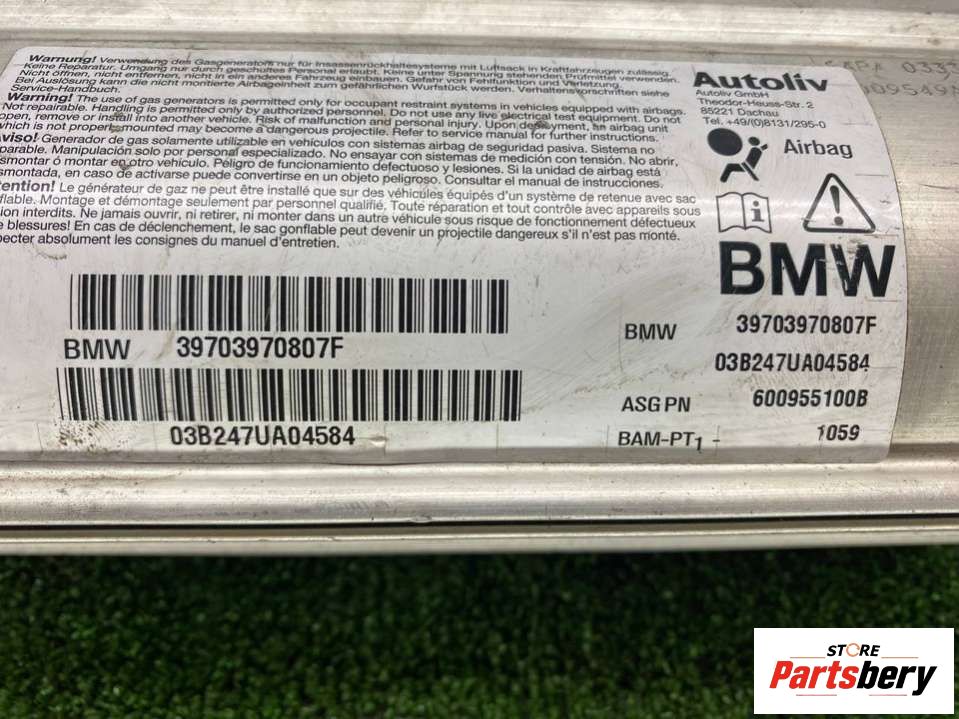 Warnung! Verwendung des Gasgenerators nur für Insassenrückhaltesysteme mit Luftsack in Kraftfahrzeugen zulässig.
Keine Reparatur. Umgang nur durch geschultes Personal erlaubt. Keine unter Spannung stehenden Prüfmittel verwenden.
Nicht öffnen, nicht entfernen, nicht in ein anderes Fahrzeug einbauen. Gefahr von Fehlfunktion und Verletzung.
Bei Auslösung kann die nicht montierte Airbageinheit zum gefährlichen Wurfstück werden. Verhaltensvorschriften siehe
Service-Handbuch.
Warning! The use of gas generators is permitted only for occupant restraint systems in vehicles equipped with airbags.
Not repairable. Handling is permitted only by authorized personnel. Do not use any live electrical test equipment. Do not
open, remove or install into another vehicle. Risk of malfunction and personal injury. Upon deployment, an airbag unit
which is not properly mounted may become a dangerous projectile. Refer to service manual for further instructions.
Aviso! Generador de gas solamente utilizable en vehículos con sistemas airbag de seguridad pasiva. Sistema no
parable. Manipulación solo por personal especializado. No ensayar con sistemas de medición con tensión. No abrir,
smontar ó montar en otro vehículo. Peligro de funcionamiento defectuoso y lesiones. Si la unidad de airbag está
smontada, en caso de activarse puede convertirse en un objeto peligroso. Consultar el manual de instrucciones.
ttention! Le générateur de gaz ne peut être installé que sur des véhicules équipés d'un système de retenue avec sac
flable. Montage et démontage seulement par personnel qualifié. Toute réparation et tout contrôle avec appareils sous
sion interdits. Ne jamais ouvrir, ni retirer, ni monter dans un autre véhicule sous risque de fonctionnement défectueux
e blessures! En cas de déclenchement, le sac gonflable peut devenir un projectile dangereux s'il n'est pas monté.
pecter absolument les consignes du manuel d'entretien.
Autoliv
Autoliv GmbH
Theodor-Heuss-Str. 2
85221 Dachau
Tel. +49/(0)8131/295-0
Airbag
BMW
BMW 39703970807F
03B247UA04584
BMW 39703970807F
03B247UA04584
ASG PN 600955100B
BAM-PT1 - 1059
STORE
Partsbery